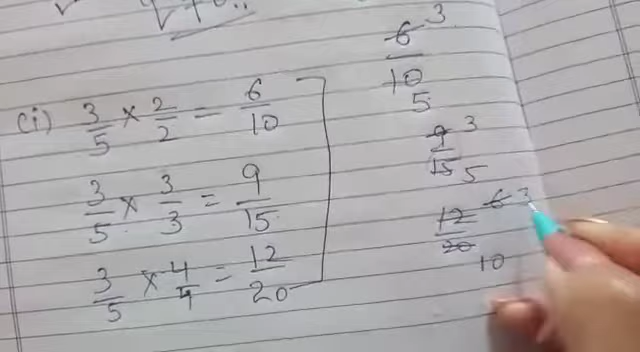 (i) 3/5 × 2/2 = 6/10
3/5 × 3/3 = 9/15
3/5 × 4/4 = 12/20
6 3
10
5
9 3
15 5
12 6 3
20
10